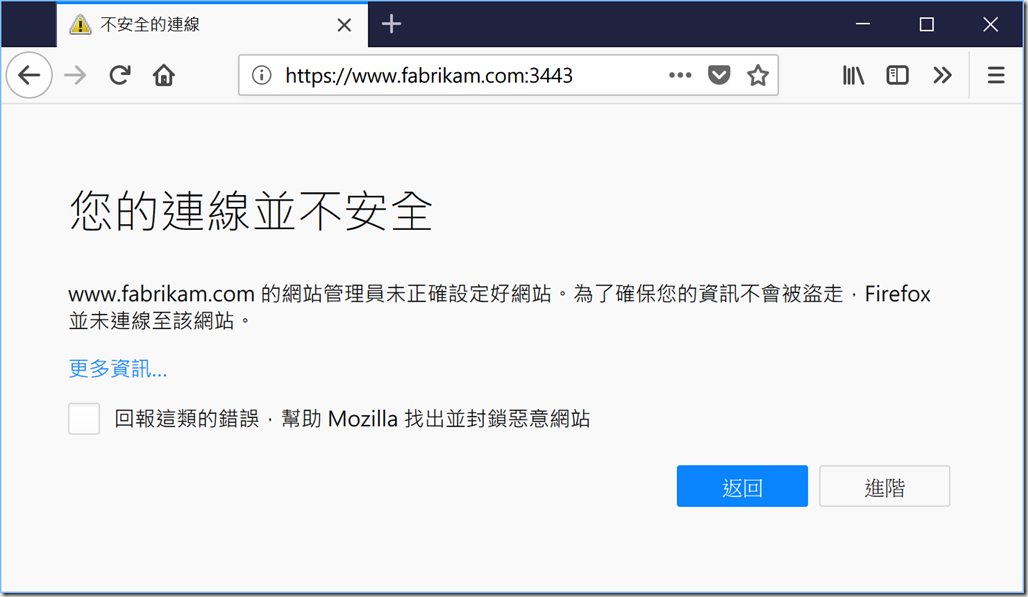 不安全的連線
https://www.fabrikam.com:3443
您的連線並不安全
www.fabrikam.com 的網站管理員未正確設定好網站。為了確保您的資訊不會被盜走，Firefox
並未連線至該網站。
更多資訊…
回報這類的錯誤，幫助 Mozilla 找出並封鎖惡意網站
返回
進階